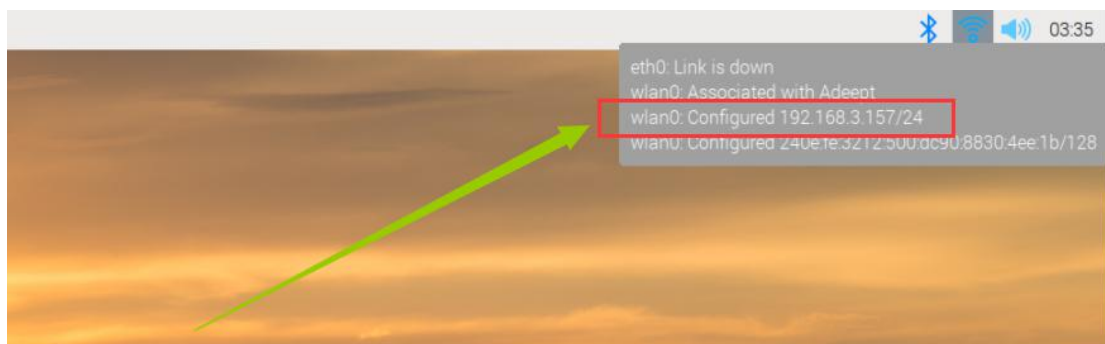 03:35
eth0: Link is down
wlan0: Associated with Adeept
wlan0: Configured 192.168.3.157/24
wlan0: Configured 240e:fe:3212:500:dc90:8830:4ee:1b/128